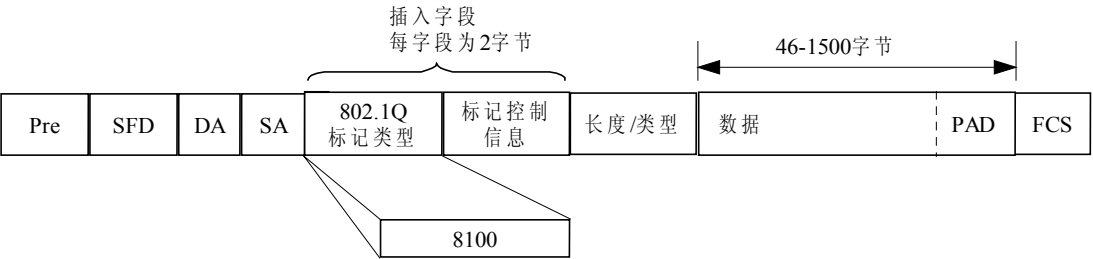 插入字段
每字段为2字节
46-1500字节
Pre
SFD
DA
SA
802.1Q
标记类型
标记控制
信息
长度/类型
数据
PAD
FCS
8100